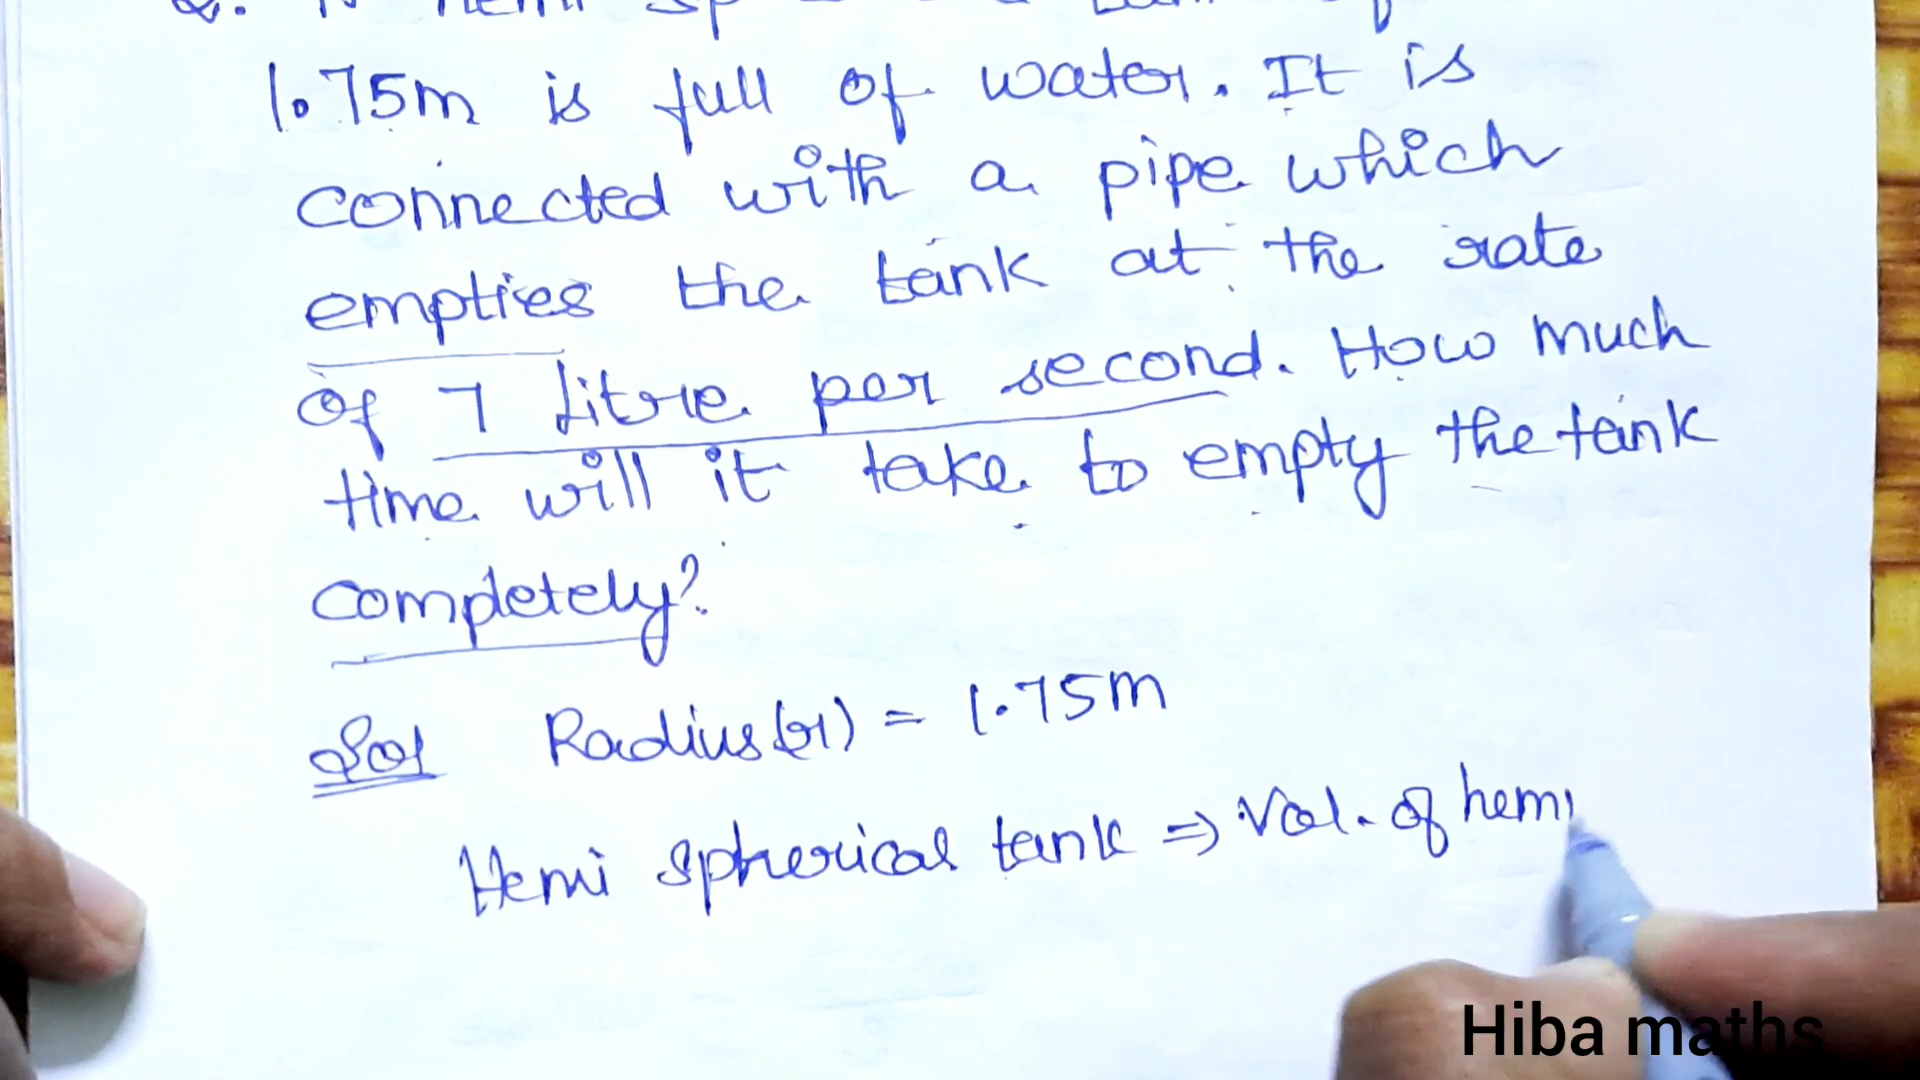 1.75m is full of water. It is
connected with a pipe which
empties the tank at the rate
of 7 litre per second. How much
time will it take to empty the tank
completely?
Sol Radius(r) = 1.75m
Hemi spherical tank ⇒ Vol. of hemi
Hiba maths